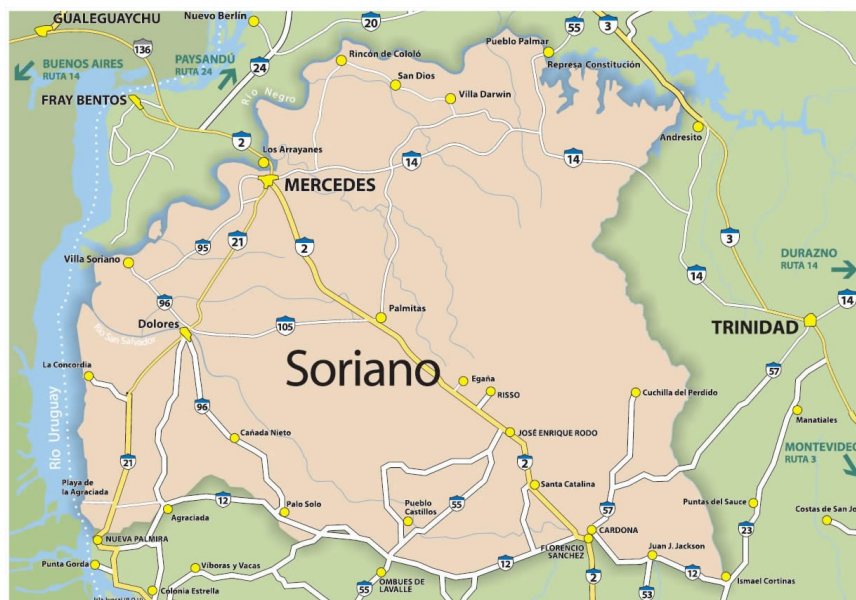 GUALEGUAYCHU
Nuevo Berlín
20
55
3
136
Pueblo Palmar
BUENOS AIRES
RUTA 14
PAYSANDÚ
RUTA 24
24
Rincón de Cololó
Represa Constitución
San Dios
FRAY BENTOS
Río Negro
Villa Darwin
2
Andresito
Los Arrayanes
14
14
MERCEDES
21
2
95
3
DURAZNO
RUTA 14
Villa Soriano
14
96
14
Palmitas
Dolores
105
TRINIDAD
Río San Salvador
La Concordia
Soriano
57
Egaña
RISSO
Cuchilla del Perdido
96
Manatiales
Río Uruguay
Cañada Nieto
JOSÉ ENRIQUE RODO
MONTEVIDEO
RUTA 3
21
2
Playa de
la Agraciada
Santa Catalina
12
55
Puntas del Sauce
Agraciada
Palo Solo
Pueblo
Castillos
57
Costas de San Jo
23
CARDONA
NUEVA PALMIRA
FLORENCIO
SANCHEZ
Juan J. Jackson
Punta Gorda
Víboras y Vacas
12
12
OMBUES DE
LAVALLE
2
Ismael Cortinas
Colonia Estrella
55
53